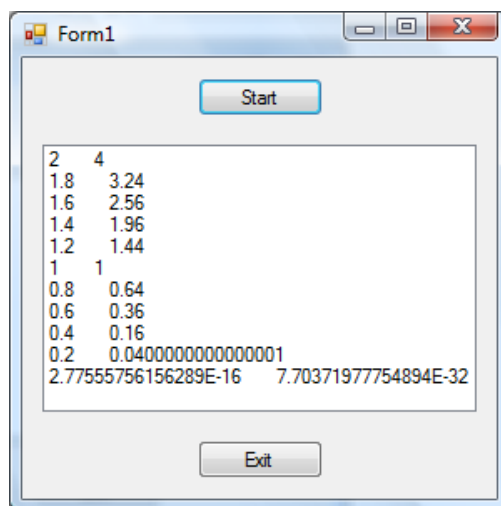 Form1
Start
2 4
1.8 3.24
1.6 2.56
1.4 1.96
1.2 1.44
1 1
0.8 0.64
0.6 0.36
0.4 0.16
0.2 0.0400000000000001
2.77555756156289E-16 7.70371977754894E-32
Exit